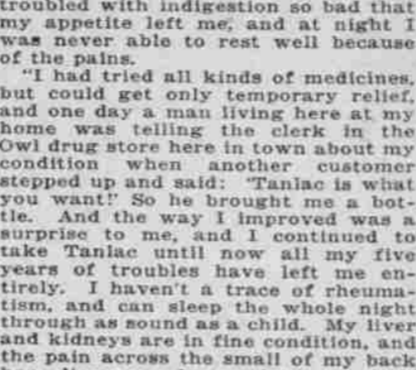 troubled with indigestion so bad that
my appetite left me, and at night I
was never able to rest well because
of the pains.
"I had tried all kinds of medicines,
but could get only temporary relief,
and one day a man living here at my
home was telling the clerk in the
Owl drug store here in town about my
condition when another customer
stepped up and said: 'Tanlac is what
you want!' So he brought me a bot-
tle. And the way I improved was a
surprise to me, and I continued to
take Tanlac until now all my five
years of troubles have left me en-
tirely. I haven't a trace of rheuma-
tism, and can sleep the whole night
through as sound as a child. My liver
and kidneys are in fine condition, and
the pain across the small of my back